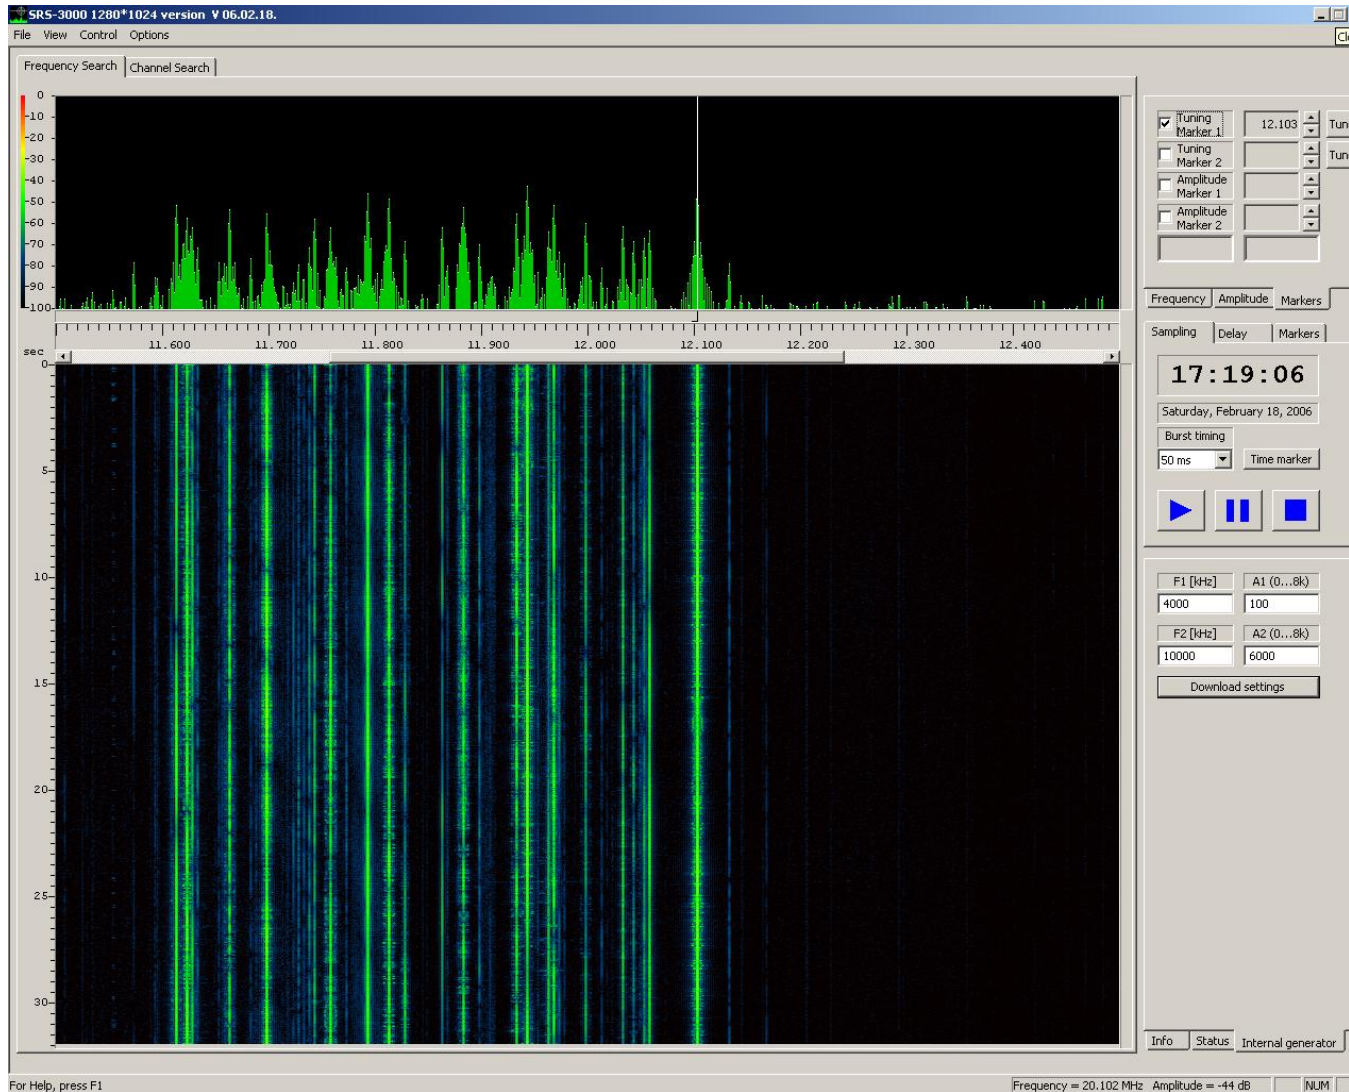 SRS-3000 1280*1024 version V 06.02.18.
File View Control Options
Frequency Search Channel Search
0
-10
-20
-30
-40
-50
-60
-70
-80
-90
-100
11.600 11.700 11.800 11.900 12.000 12.100 12.200 12.300 12.400
sec
0
5
10
15
20
25
30
Tuning
Marker 1
12.103
Tuning
Marker 2
Amplitude
Marker 1
Amplitude
Marker 2
Frequency Amplitude Markers
Sampling Delay Markers
17:19:06
Saturday, February 18, 2006
Burst timing
50 ms Time marker
F1 [kHz] A1 (0...8k)
4000 100
F2 [kHz] A2 (0...8k)
10000 6000
Download settings
Info Status Internal generator
For Help, press F1 Frequency = 20.102 MHz Amplitude = -44 dB NUM